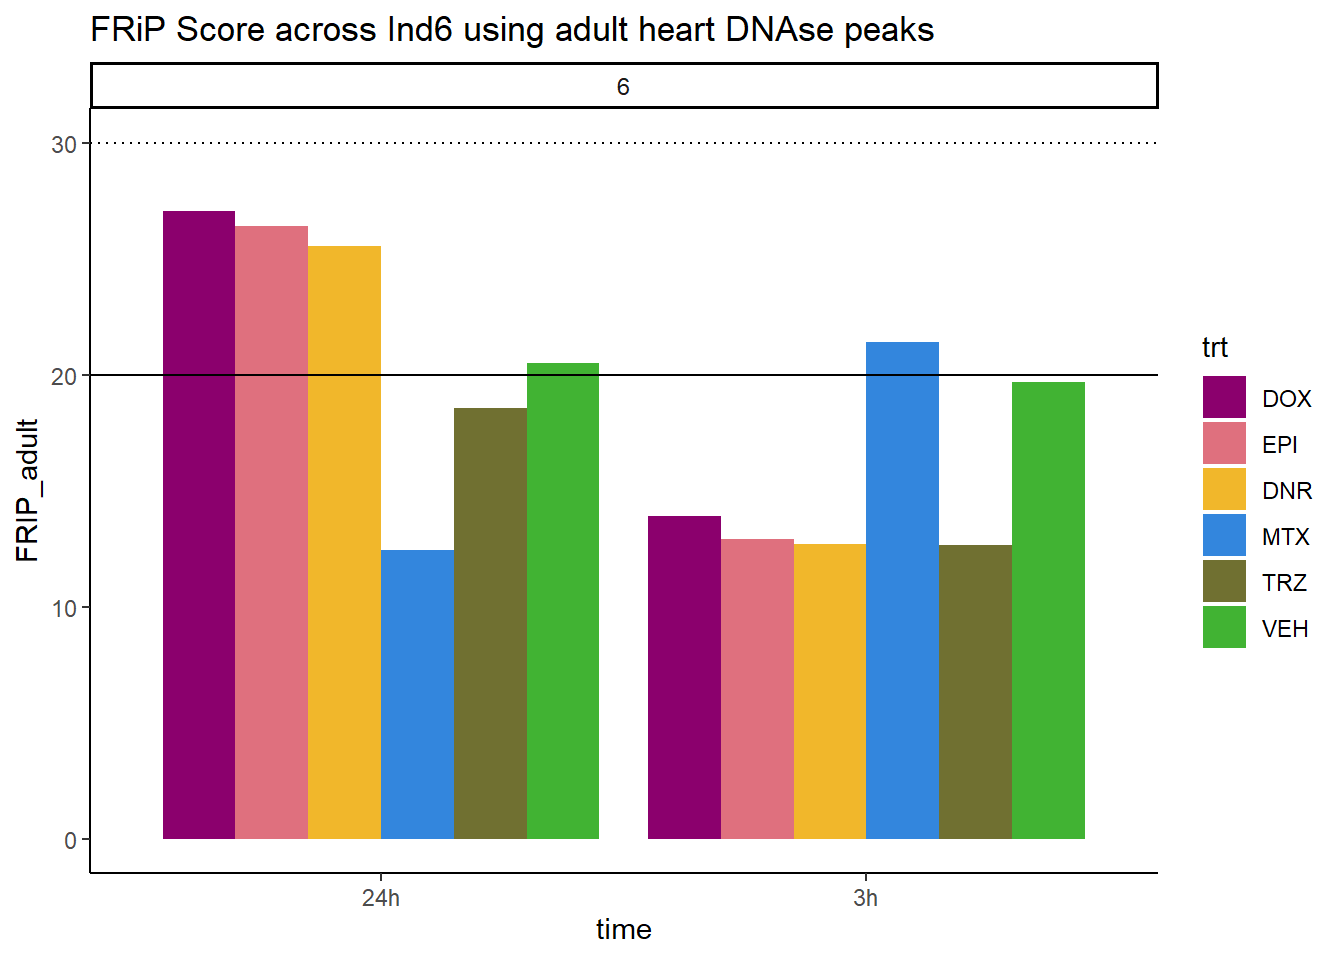 FRiP Score across Ind6 using adult heart DNAse peaks
6
30
20
10
0
FRIP_adult
24h
3h
time
trt
DOX
EPI
DNR
MTX
TRZ
VEH